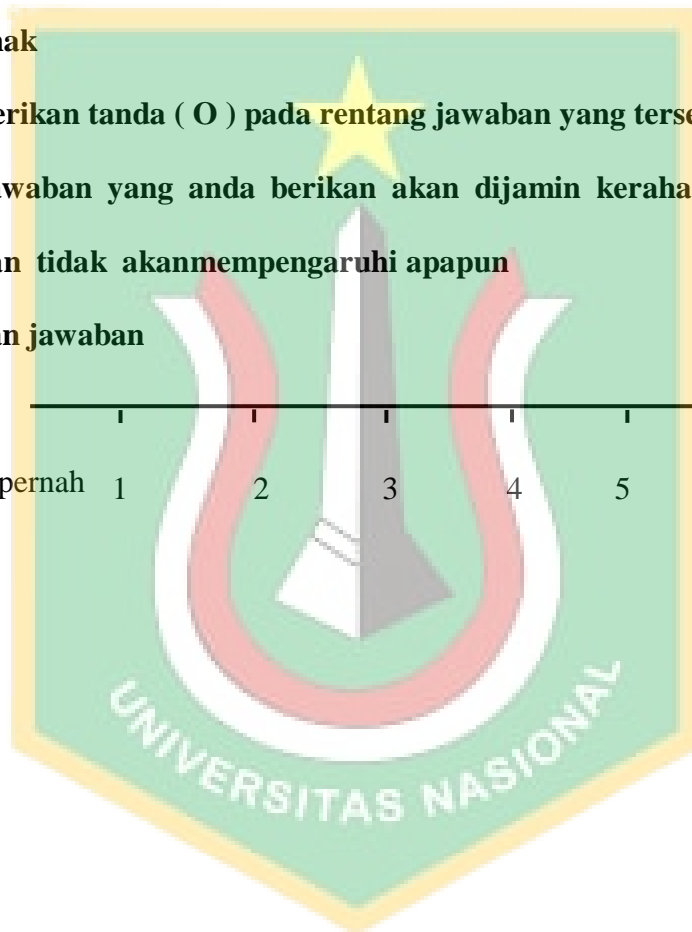 nak
erikan tanda ( O ) pada rentang jawaban yang terse
waban yang anda berikan akan dijamin keraha
an tidak akanmempengaruhi apapun
an jawaban
pernah 1 2 3 4 5
UNIVERSITAS NASIONAL